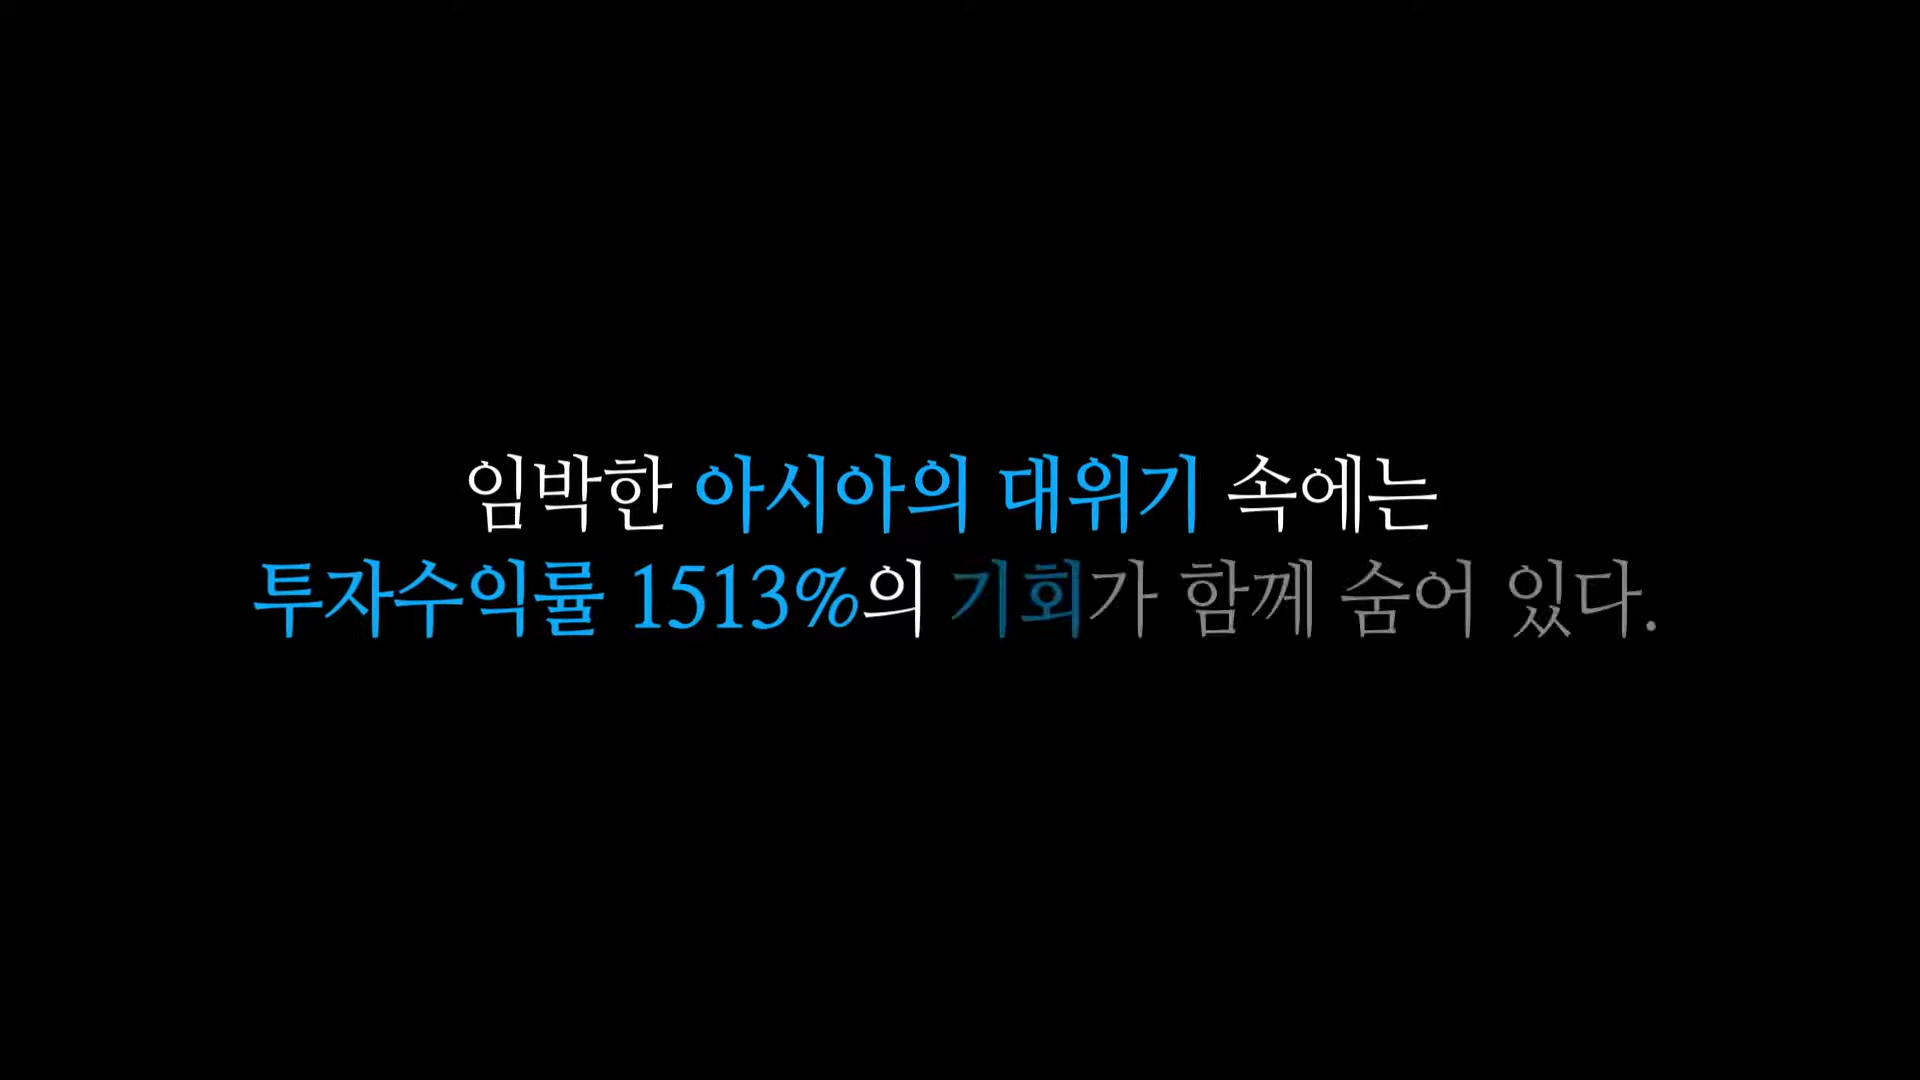 임박한 아시아의 대위기 속에는
투자수익률 1513%의 기회가 함께 숨어 있다.